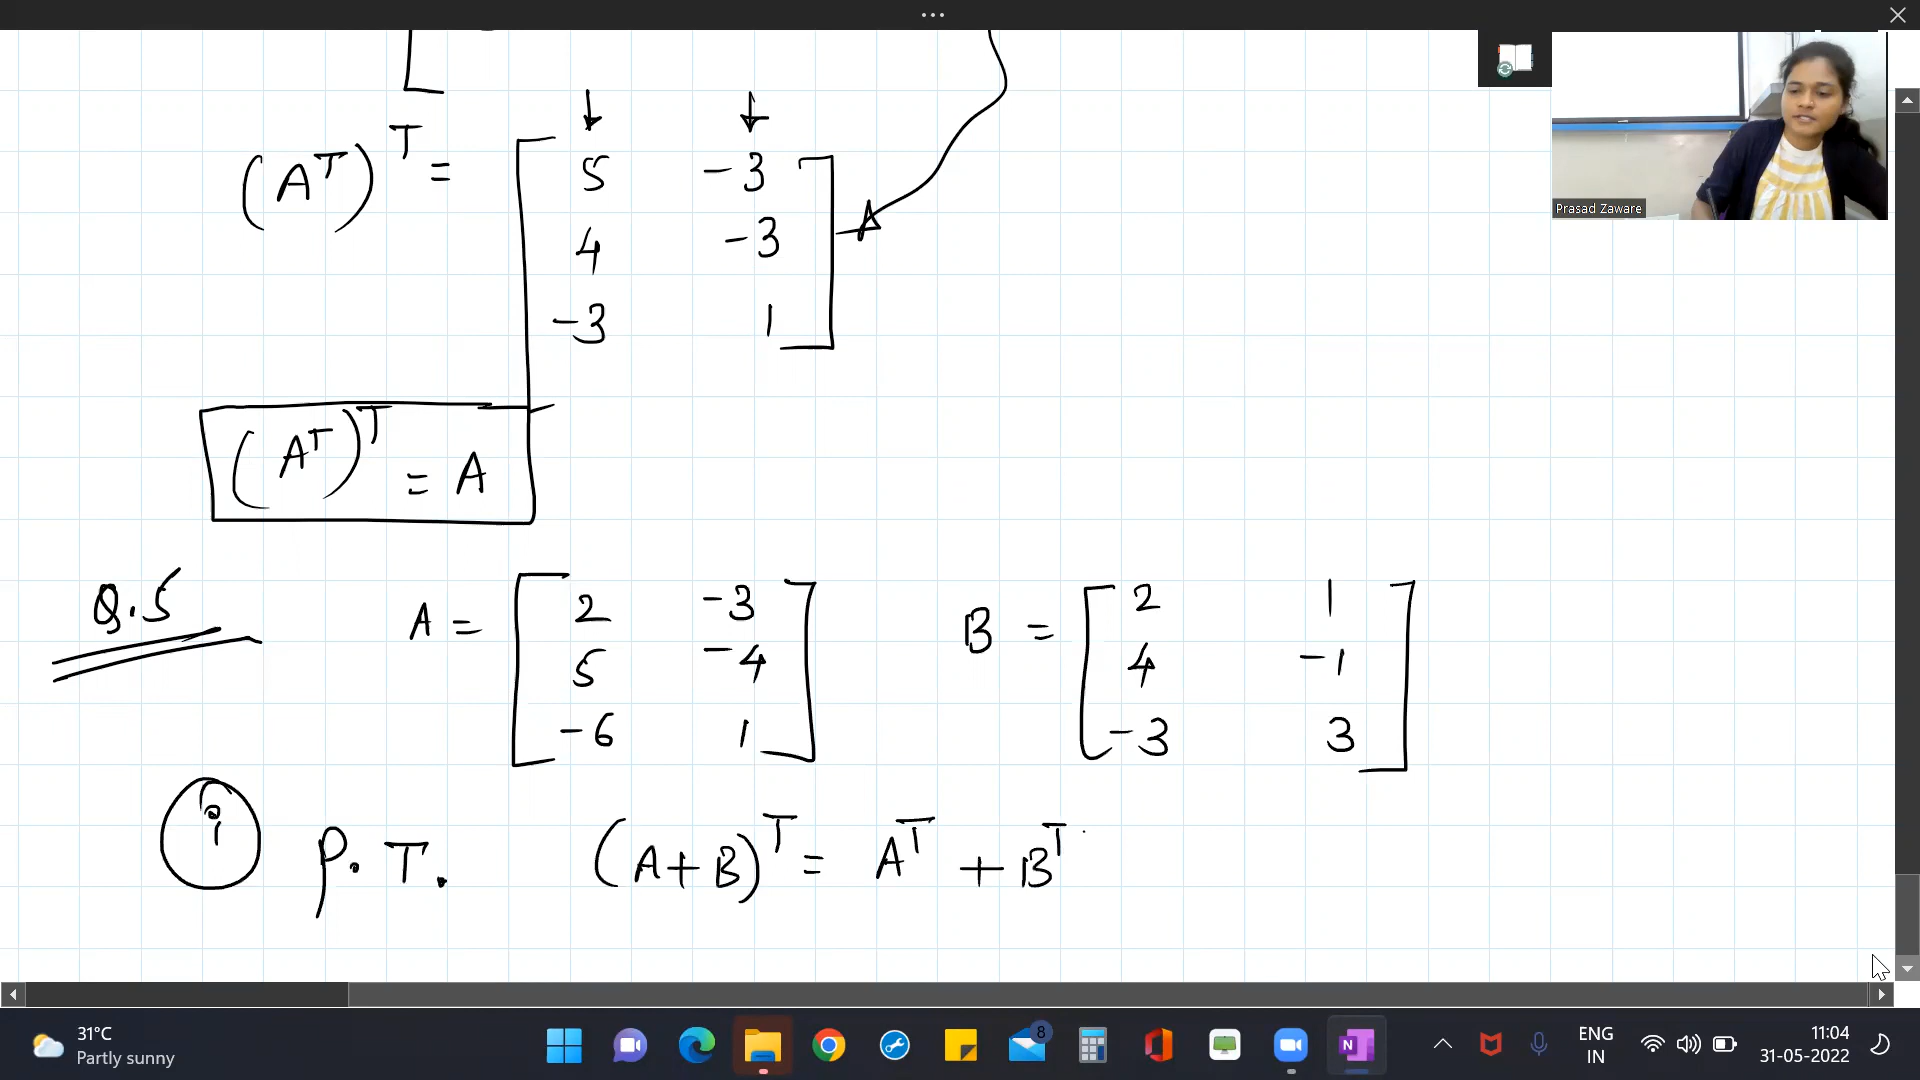 ...
(A^T)^T = [ 5 -3
4 -3
-3 1 ] A
Prasad Zaware
(A^T)^T = A
Q.5 A = [ 2 -3 B = [ 2 1
5 -4 4 -1
-6 1 ] -3 3 ]
i P.T. (A+B)^T = A^T + B^T
31°C
Partly sunny
8
N
ENG
IN
11:04
31-05-2022